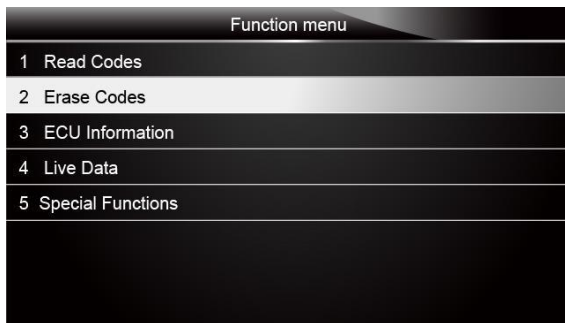 Function menu
1 Read Codes
2 Erase Codes
3 ECU Information
4 Live Data
5 Special Functions